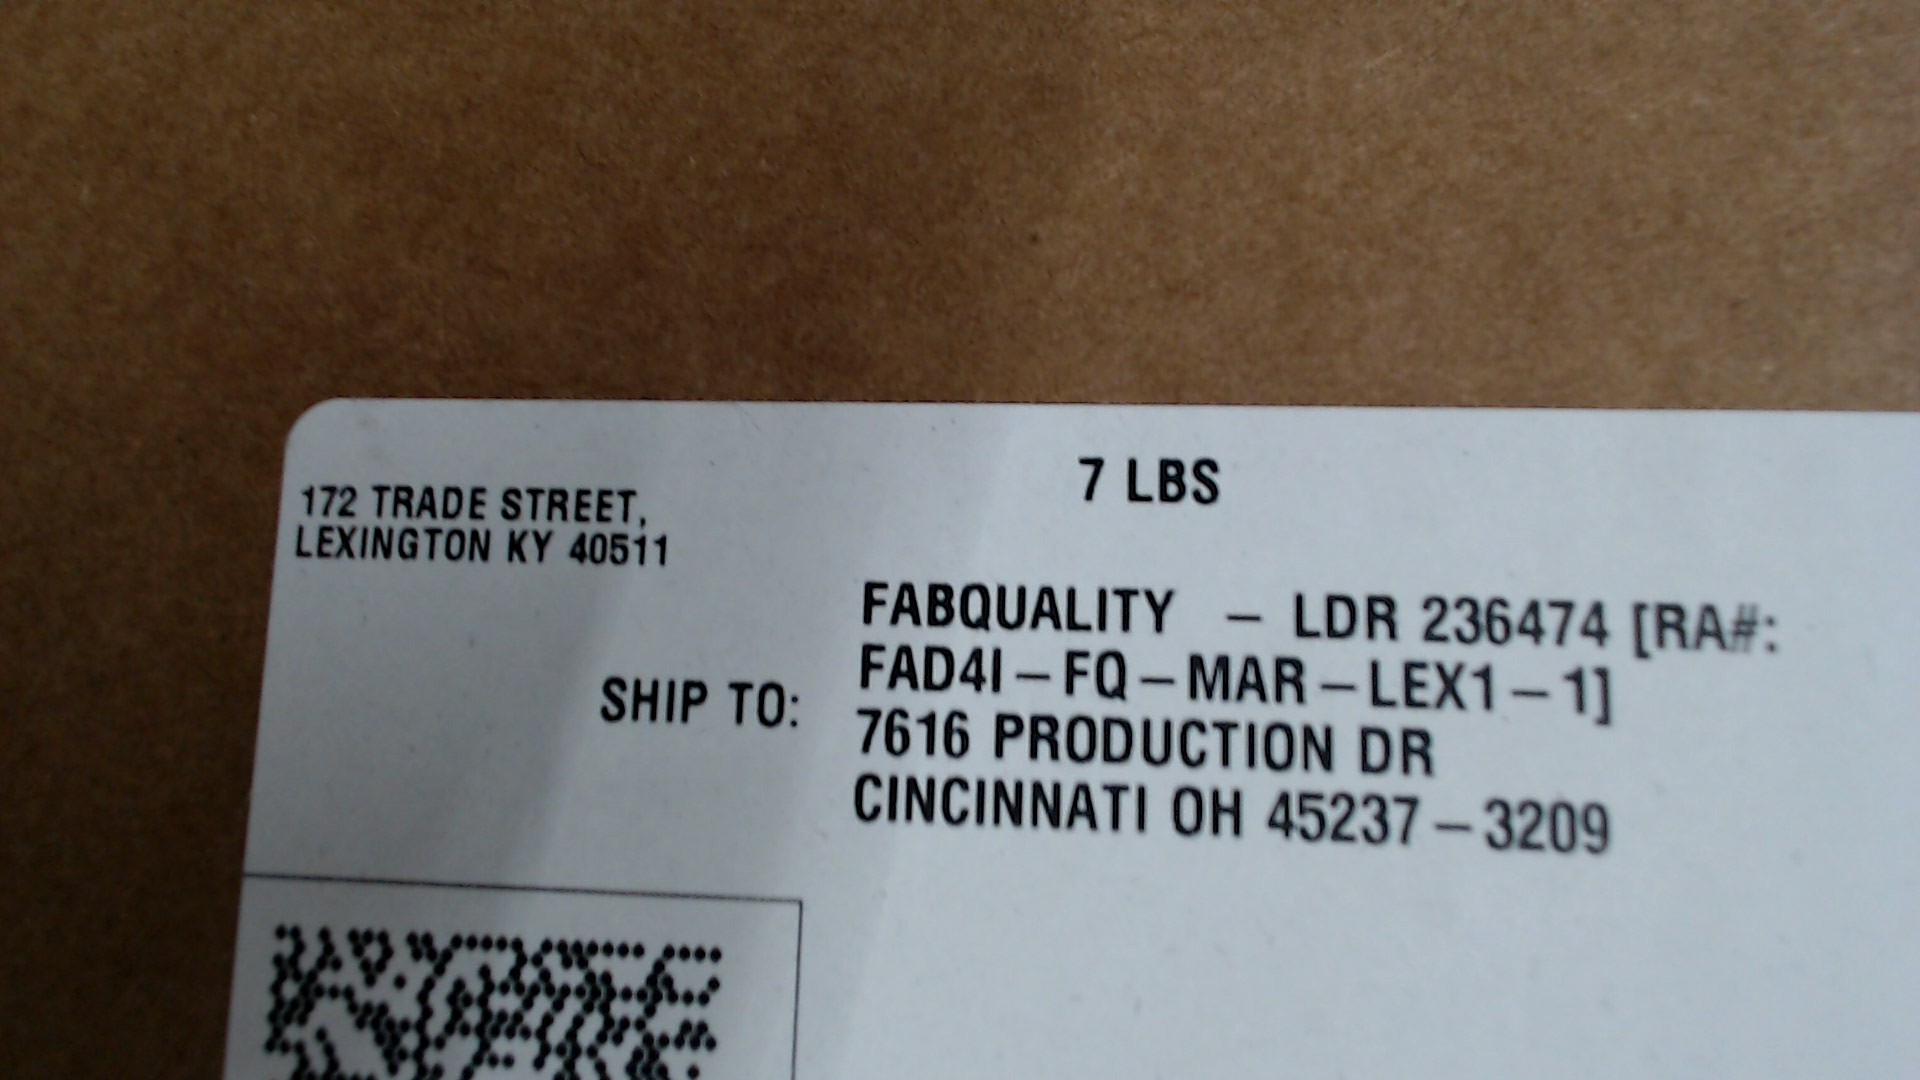 7 LBS
172 TRADE STREET,
LEXINGTON KY 40511
SHIP TO:
FABQUALITY – LDR 236474 [RA#:
FAD4I–FQ–MAR–LEX1–1]
7616 PRODUCTION DR
CINCINNATI OH 45237–3209